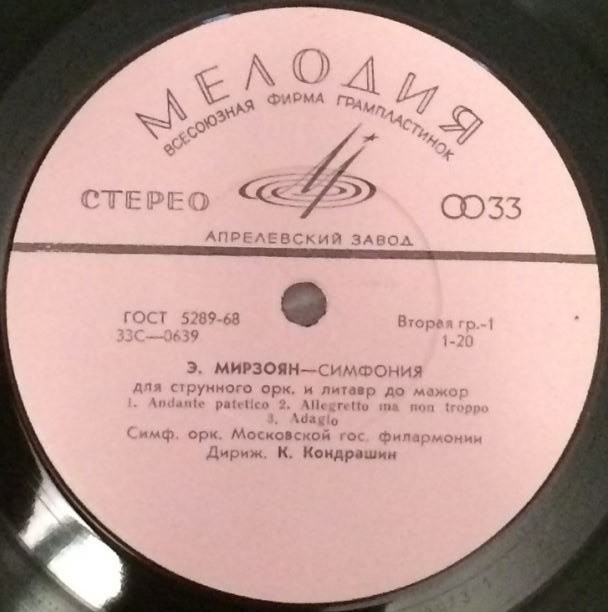 МЕЛОДИЯ
ВСЕСОЮЗНАЯ ФИРМА ГРАМПЛАСТИНОК
СТЕРЕО 33
АПРЕЛЕВСКИЙ ЗАВОД
ГОСТ 5289-68 Вторая гр.-1
33С—0639 1-20
Э. МИРЗОЯН—СИМФОНИЯ
для струнного орк. и литавр до мажор
1. Andante patetico 2. Allegretto ma non troppo
3. Adagio
Симф. орк. Московской гос. филармонии
Дириж. К. Кондрашин